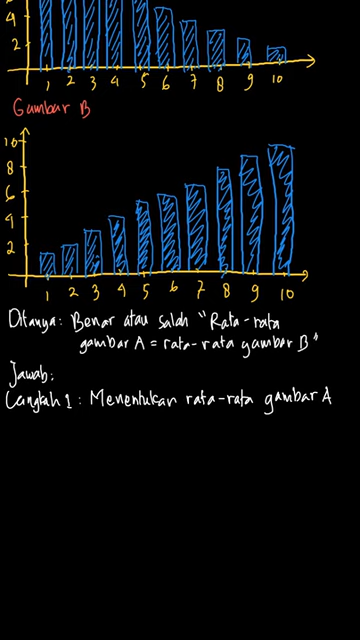 4
2
1 2 3 4 5 6 7 8 9 10
Gambar B
10
8
6
4
2
1 2 3 4 5 6 7 8 9 10
Ditanya: Benar atau salah "Rata-rata
gambar A = rata-rata gambar B"
Jawab:
Langkah 1: Menentukan rata-rata gambar A